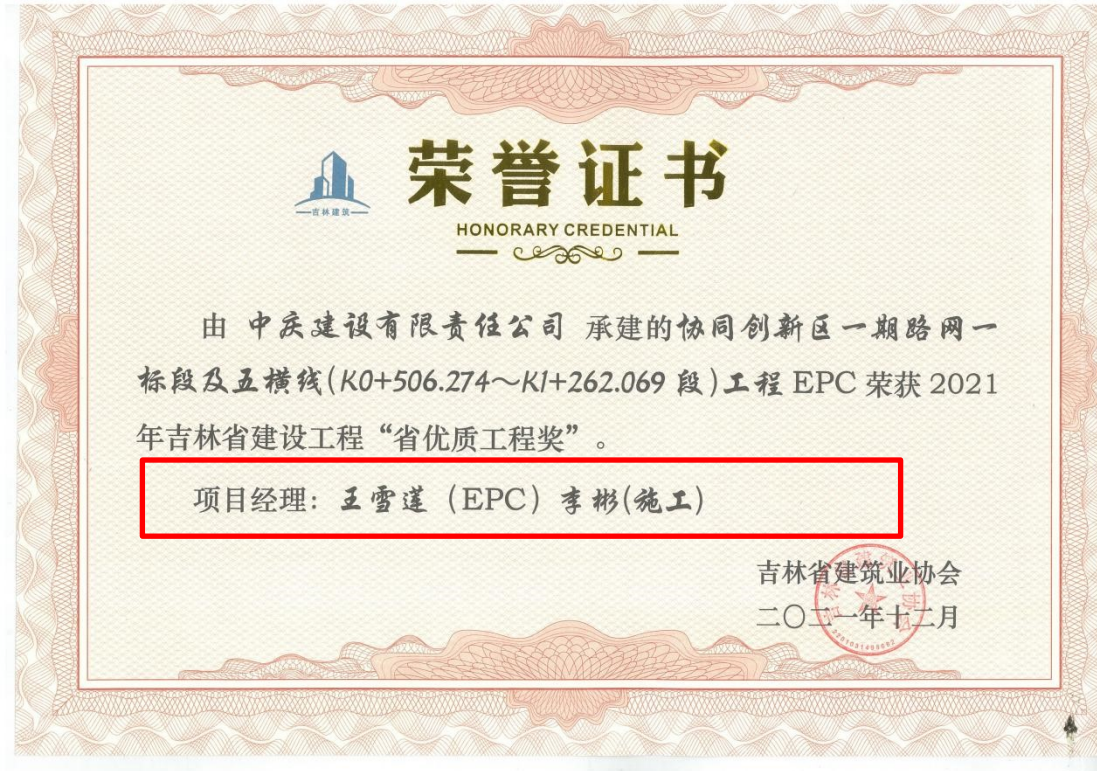 吉林建筑
荣誉证书
HONORARY CREDENTIAL
由 中庆建设有限责任公司 承建的协同创新区一期路网一
标段及五横线(K0+506.274～K1+262.069 段)工程 EPC 荣获 2021
年吉林省建设工程“省优质工程奖”。
项目经理：王雪莲（EPC）李彬(施工)
吉林省建筑业协会
二〇二一年十二月